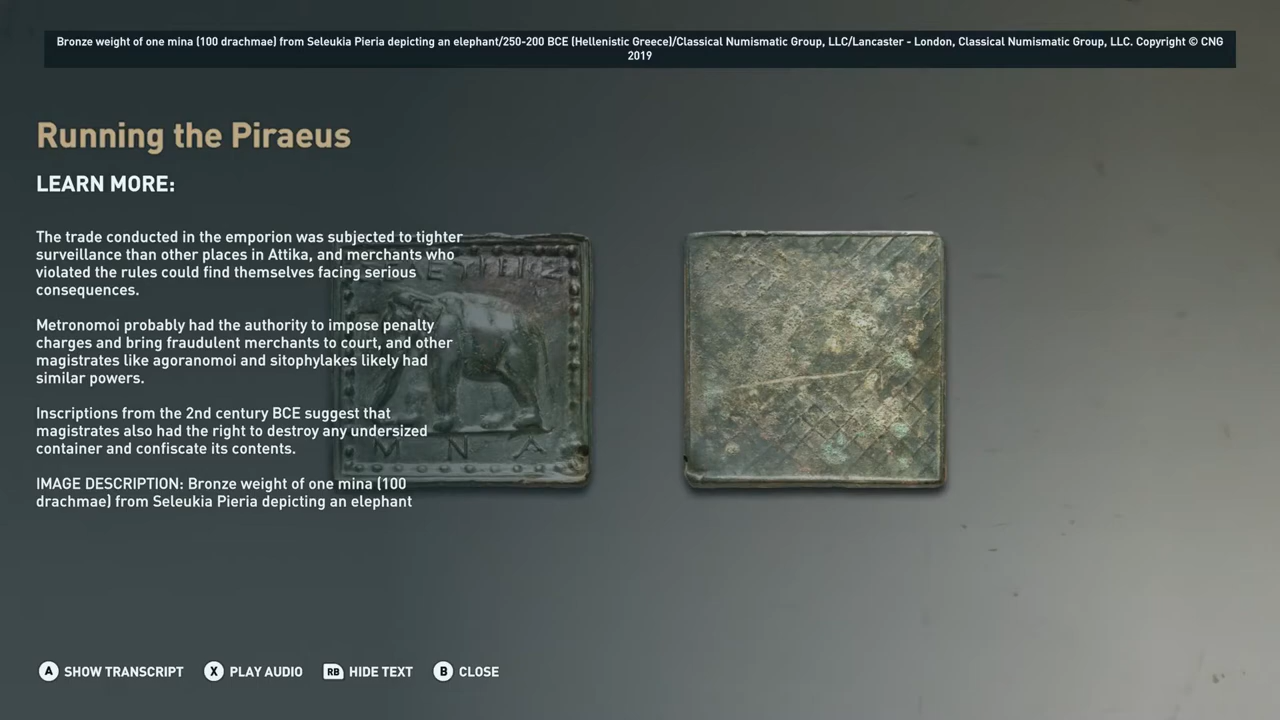 Bronze weight of one mina (100 drachmae) from Seleukia Pieria depicting an elephant/250-200 BCE (Hellenistic Greece)/Classical Numismatic Group, LLC/Lancaster - London, Classical Numismatic Group, LLC. Copyright © CNG
2019
Running the Piraeus
LEARN MORE:
The trade conducted in the emporion was subjected to tighter
surveillance than other places in Attika, and merchants who
violated the rules could find themselves facing serious
consequences.
Metronomoi probably had the authority to impose penalty
charges and bring fraudulent merchants to court, and other
magistrates like agoranomoi and sitophylakes likely had
similar powers.
Inscriptions from the 2nd century BCE suggest that
magistrates also had the right to destroy any undersized
container and confiscate its contents.
IMAGE DESCRIPTION: Bronze weight of one mina (100
drachmae) from Seleukia Pieria depicting an elephant
ΜΝΑ
A SHOW TRANSCRIPT X PLAY AUDIO RB HIDE TEXT B CLOSE